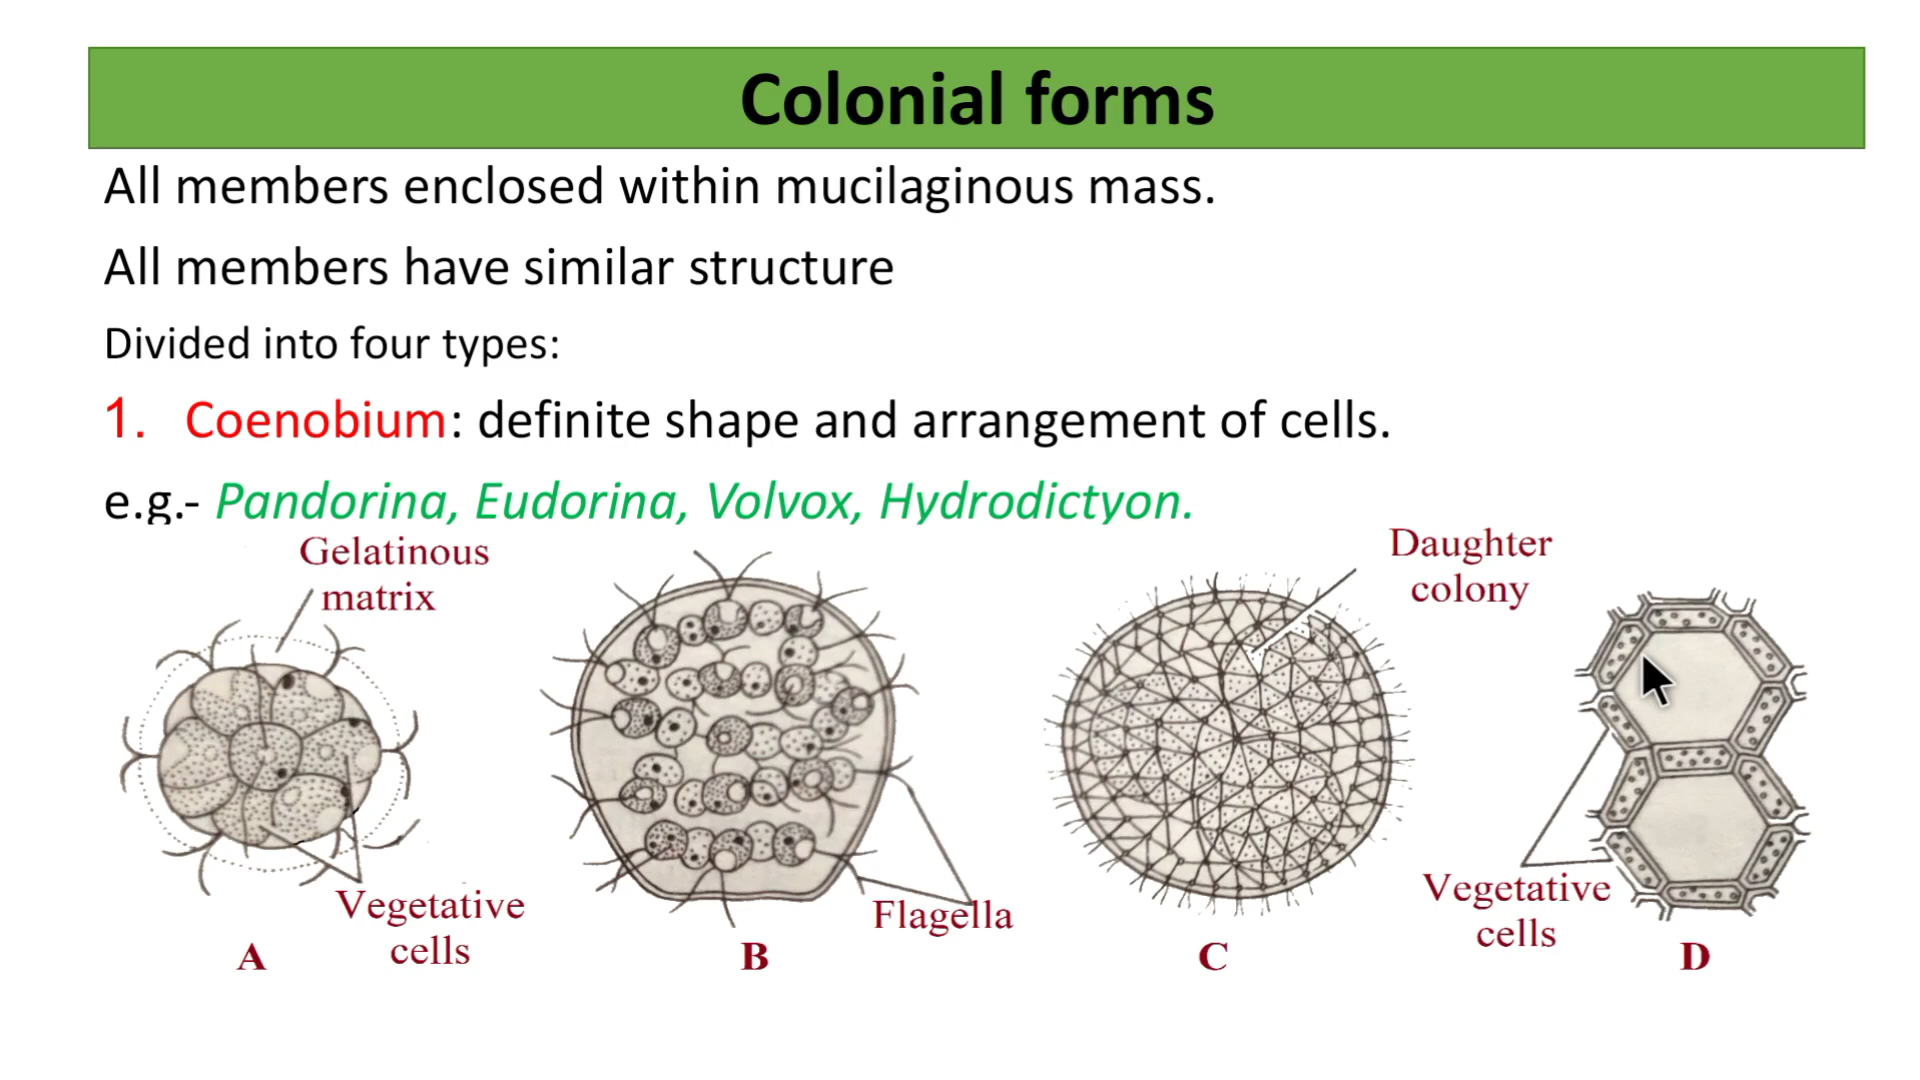 Colonial forms
All members enclosed within mucilaginous mass.
All members have similar structure
Divided into four types:
1. Coenobium: definite shape and arrangement of cells.
e.g.- Pandorina, Eudorina, Volvox, Hydrodictyon.
Gelatinous
matrix
Vegetative
cells
A
Flagella
B
Daughter
colony
C
Vegetative
cells
D